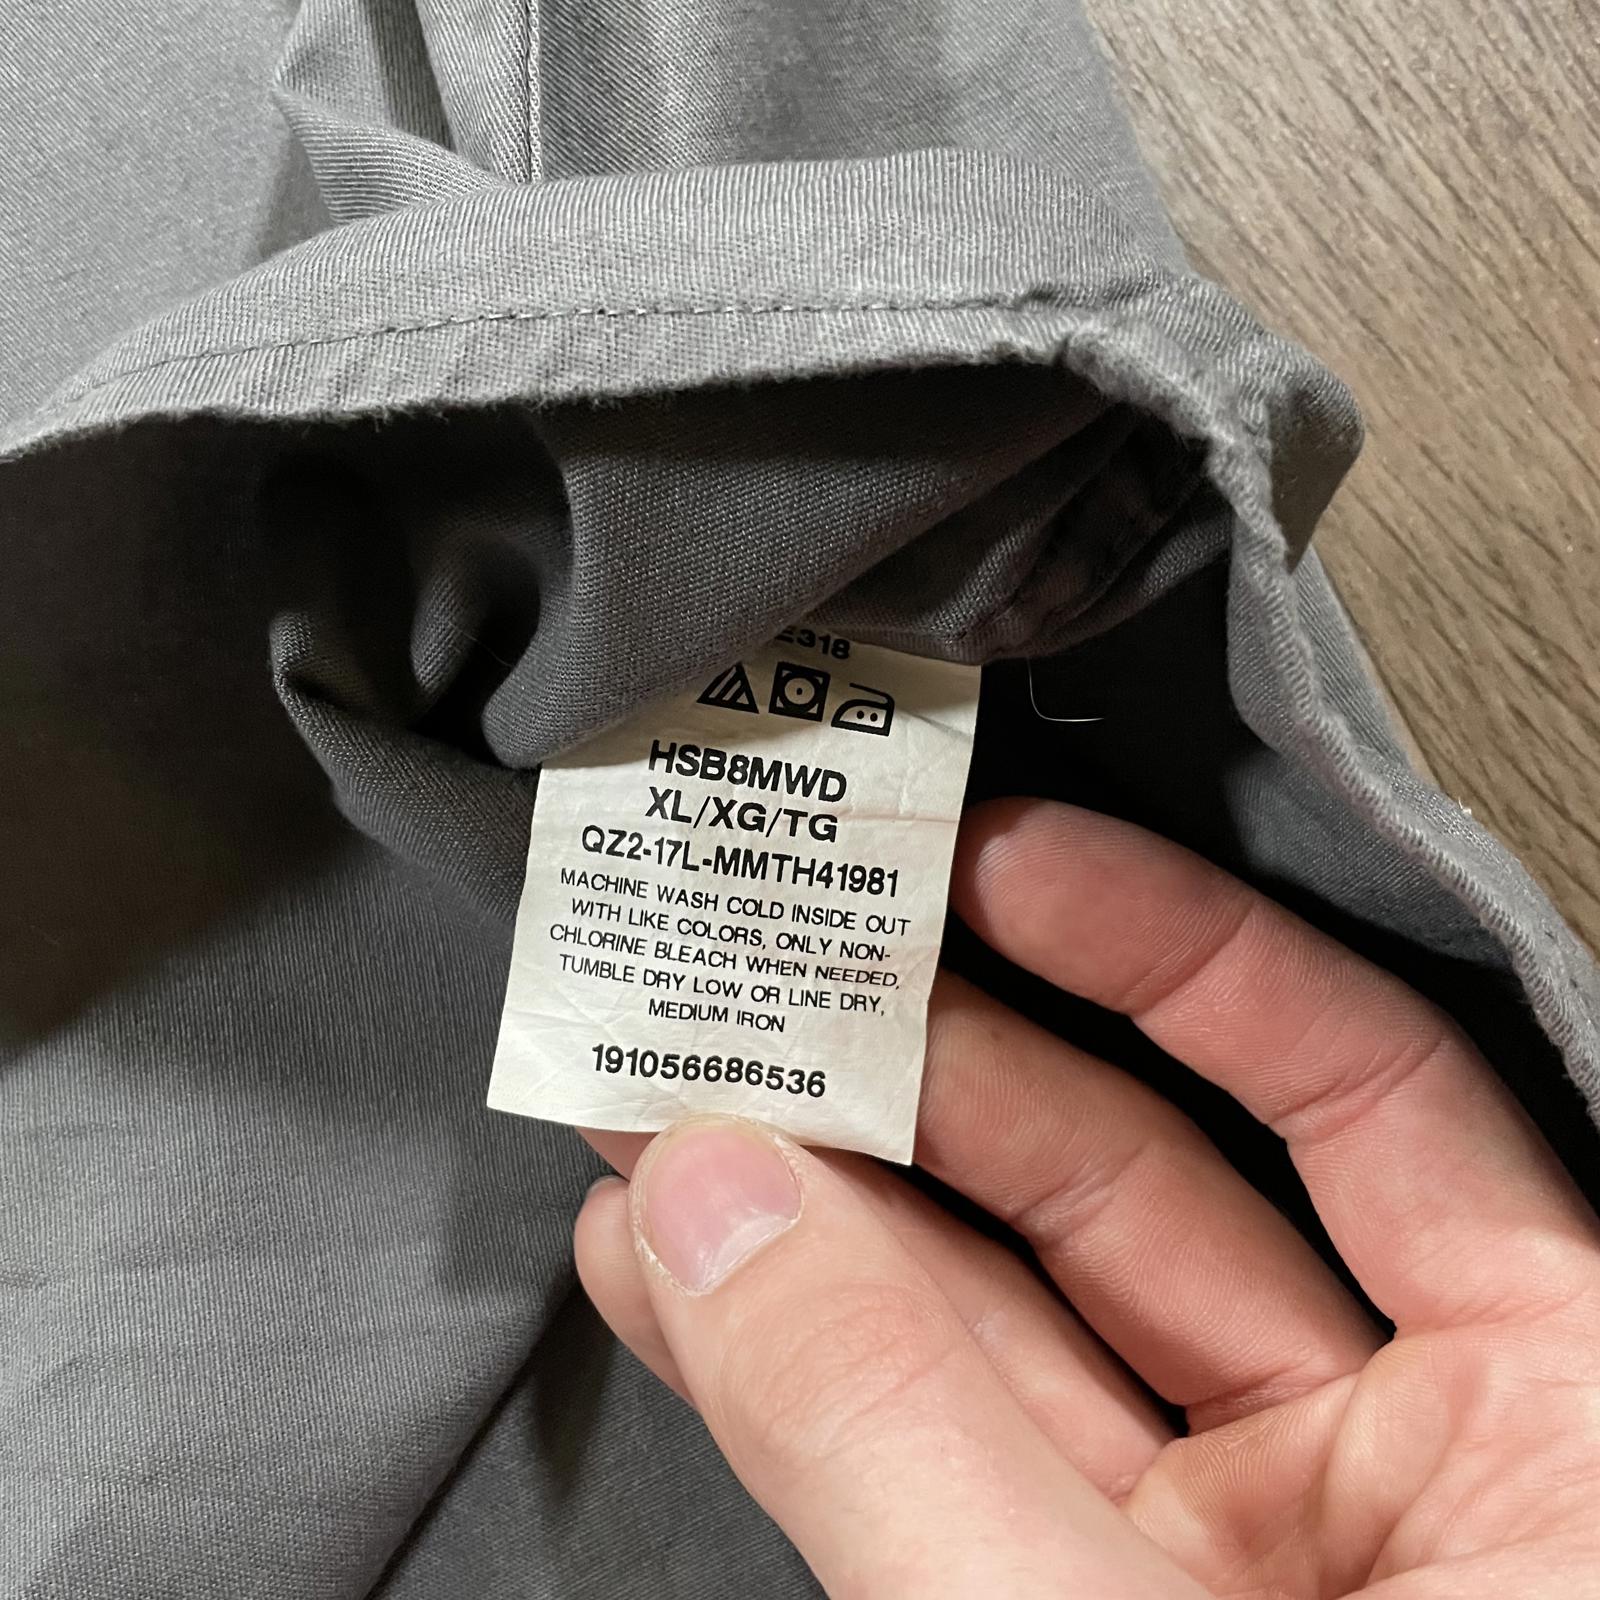 E318
HSB8MWD
XL/XG/TG
QZ2-17L-MMTH41981
MACHINE WASH COLD INSIDE OUT
WITH LIKE COLORS, ONLY NON-
CHLORINE BLEACH WHEN NEEDED,
TUMBLE DRY LOW OR LINE DRY,
MEDIUM IRON
191056686536